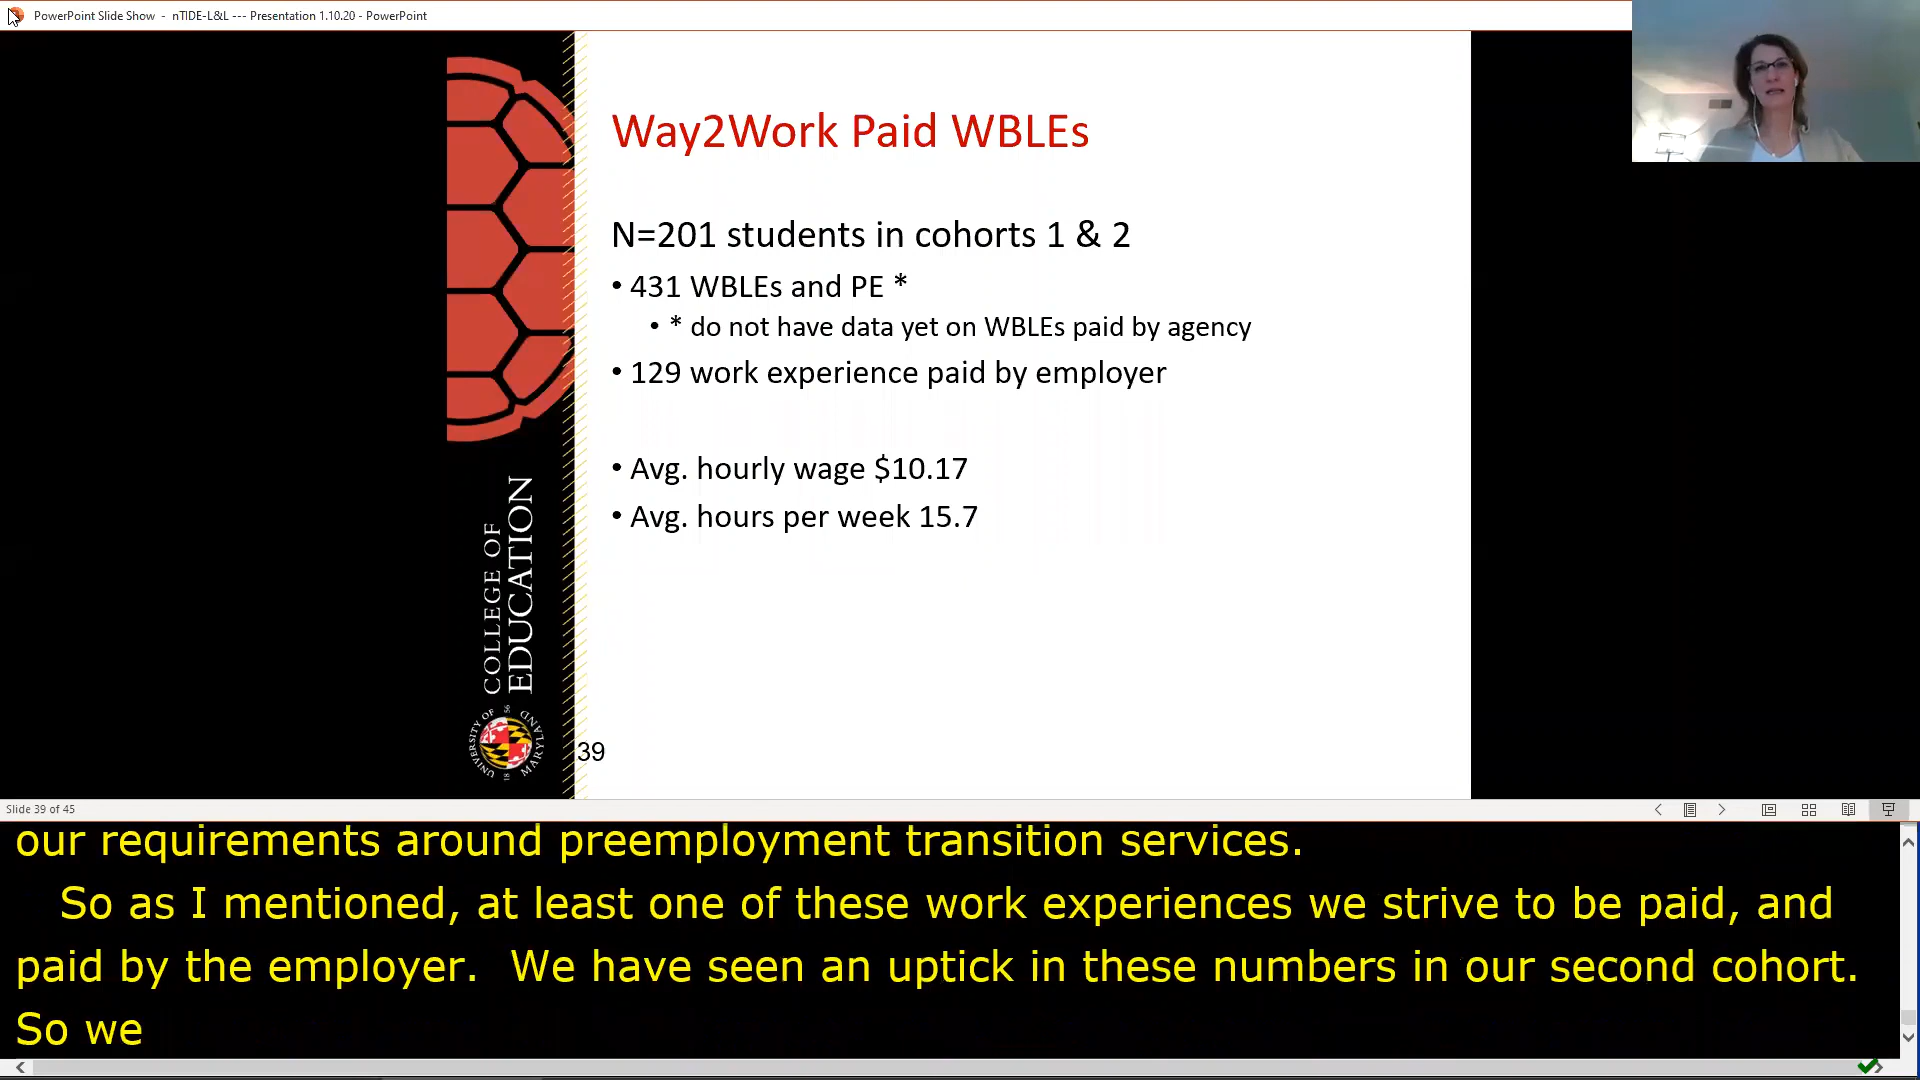 PowerPoint Slide Show - nTIDE-L&L --- Presentation 1.10.20 - PowerPoint
Way2Work Paid WBLEs
N=201 students in cohorts 1 & 2
• 431 WBLEs and PE *
• * do not have data yet on WBLEs paid by agency
• 129 work experience paid by employer
• Avg. hourly wage $10.17
• Avg. hours per week 15.7
COLLEGE OF
EDUCATION
UNIVERSITY OF MARYLAND
18 56
39
Slide 39 of 45
our requirements around preemployment transition services.
So as I mentioned, at least one of these work experiences we strive to be paid, and
paid by the employer. We have seen an uptick in these numbers in our second cohort.
So we